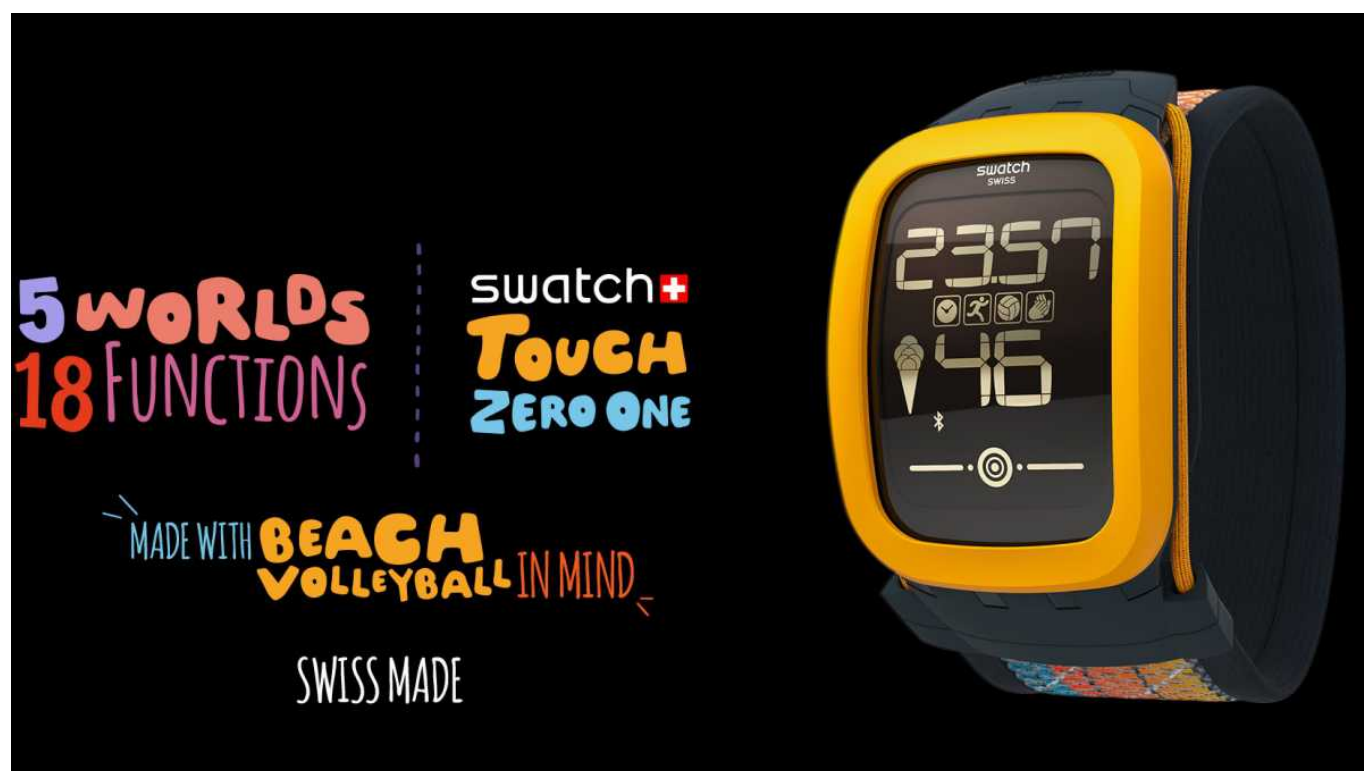 5 WORLDS
18 FUNCTIONS
swatch
TOUCH
ZERO ONE
MADE WITH BEACH VOLLEYBALL IN MIND
SWISS MADE
swatch
SWISS
23.57
46